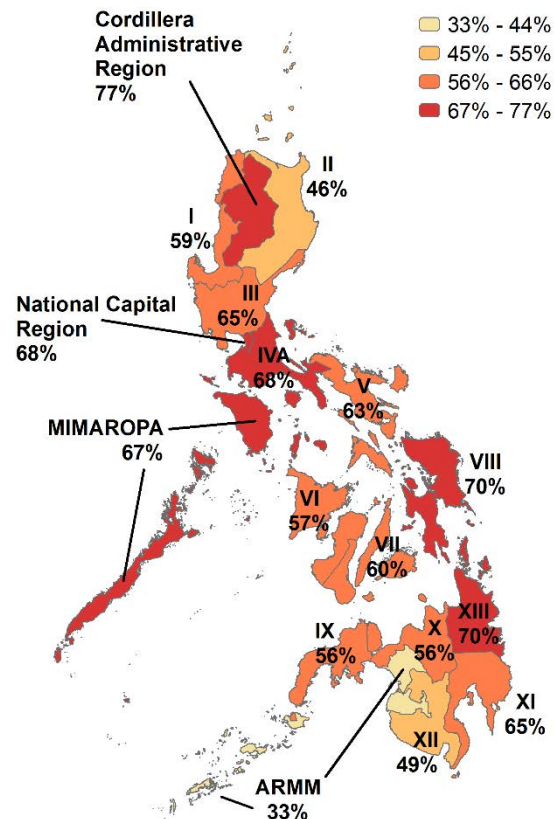 Cordillera
Administrative
Region
77%
33% - 44%
45% - 55%
56% - 66%
67% - 77%
II
46%
I
59%
III
65%
National Capital
Region
68%
IVA
68%
V
63%
MIMAROPA
67%
VIII
70%
VI
57%
VII
60%
IX
56%
X
56%
XIII
70%
XI
65%
XII
49%
ARMM
33%